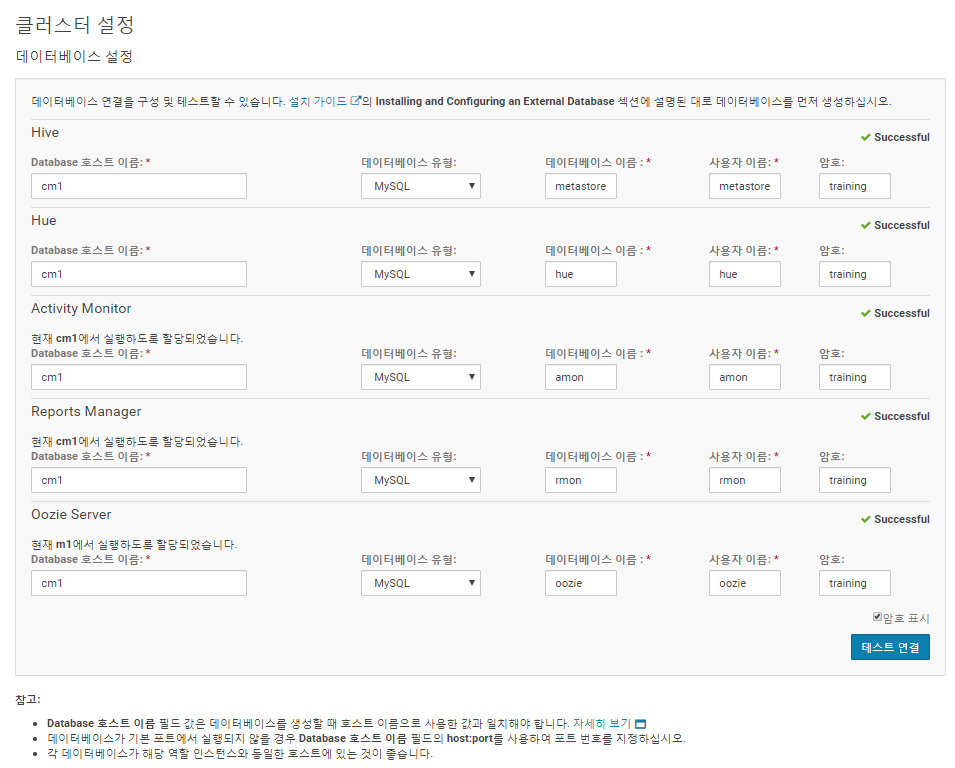 클러스터 설정
데이터베이스 설정
데이터베이스 연결을 구성 및 테스트할 수 있습니다. 설치 가이드의 Installing and Configuring an External Database 섹션에 설명된 대로 데이터베이스를 먼저 생성하십시오.
Hive
Successful
Database 호스트 이름: * 데이터베이스 유형: 데이터베이스 이름 : * 사용자 이름: * 암호:
cm1 MySQL metastore metastore training
Hue
Successful
Database 호스트 이름: * 데이터베이스 유형: 데이터베이스 이름 : * 사용자 이름: * 암호:
cm1 MySQL hue hue training
Activity Monitor
Successful
현재 cm1에서 실행하도록 할당되었습니다.
Database 호스트 이름: * 데이터베이스 유형: 데이터베이스 이름 : * 사용자 이름: * 암호:
cm1 MySQL amon amon training
Reports Manager
Successful
현재 cm1에서 실행하도록 할당되었습니다.
Database 호스트 이름: * 데이터베이스 유형: 데이터베이스 이름 : * 사용자 이름: * 암호:
cm1 MySQL rmon rmon training
Oozie Server
Successful
현재 m1에서 실행하도록 할당되었습니다.
Database 호스트 이름: * 데이터베이스 유형: 데이터베이스 이름 : * 사용자 이름: * 암호:
cm1 MySQL oozie oozie training
암호 표시
테스트 연결
참고:
• Database 호스트 이름 필드 값은 데이터베이스를 생성할 때 호스트 이름으로 사용한 값과 일치해야 합니다. 자세히 보기
• 데이터베이스가 기본 포트에서 실행되지 않을 경우 Database 호스트 이름 필드의 host:port를 사용하여 포트 번호를 지정하십시오.
• 각 데이터베이스가 해당 역할 인스턴스와 동일한 호스트에 있는 것이 좋습니다.